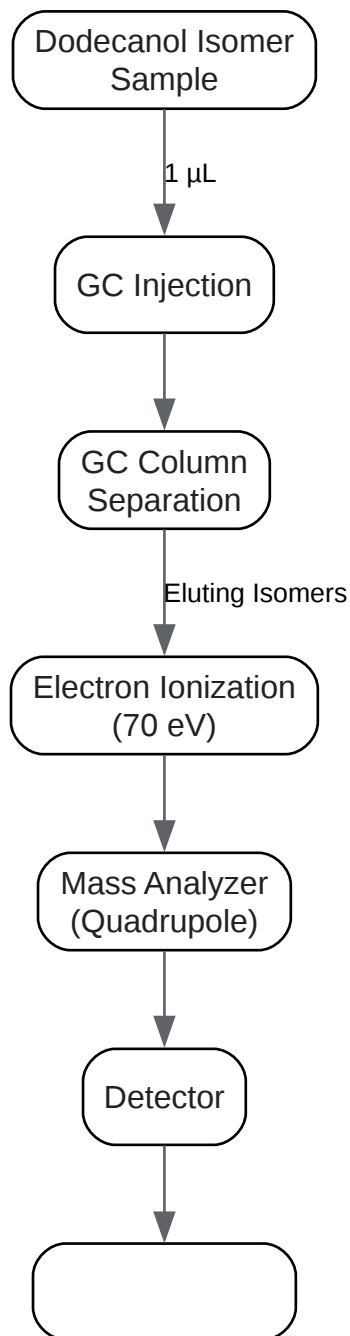 Dodecanol Isomer
Sample
1 µL
GC Injection
GC Column
Separation
Eluting Isomers
Electron Ionization
(70 eV)
Mass Analyzer
(Quadrupole)
Detector